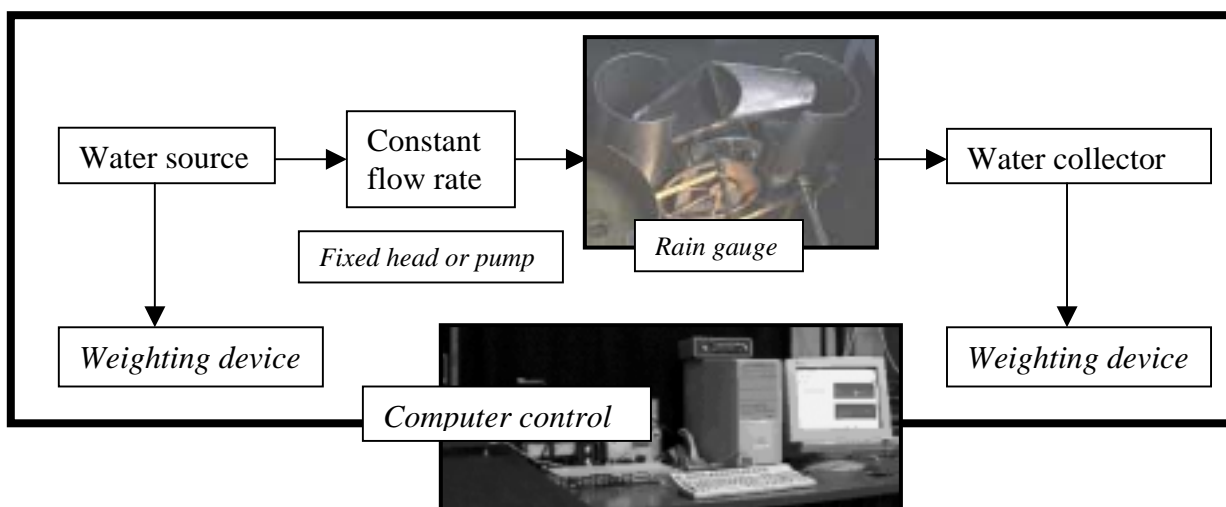 Water source
Constant
flow rate
Water collector
Fixed head or pump
Rain gauge
Weighting device
Weighting device
Computer control